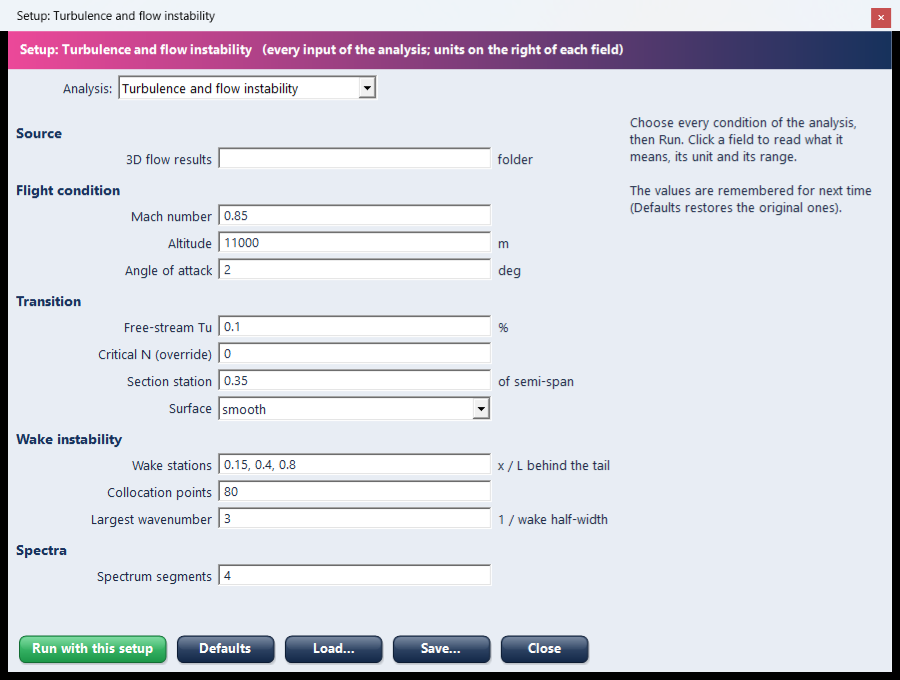 Setup: Turbulence and flow instability
Setup: Turbulence and flow instability (every input of the analysis; units on the right of each field)
Analysis: Turbulence and flow instability
Choose every condition of the analysis,
then Run. Click a field to read what it
means, its unit and its range.
The values are remembered for next time
(Defaults restores the original ones).
Source
3D flow results folder
Flight condition
Mach number 0.85
Altitude 11000 m
Angle of attack 2 deg
Transition
Free-stream Tu 0.1 %
Critical N (override) 0
Section station 0.35 of semi-span
Surface smooth
Wake instability
Wake stations 0.15, 0.4, 0.8 x / L behind the tail
Collocation points 80
Largest wavenumber 3 1 / wake half-width
Spectra
Spectrum segments 4
Run with this setup Defaults Load... Save... Close